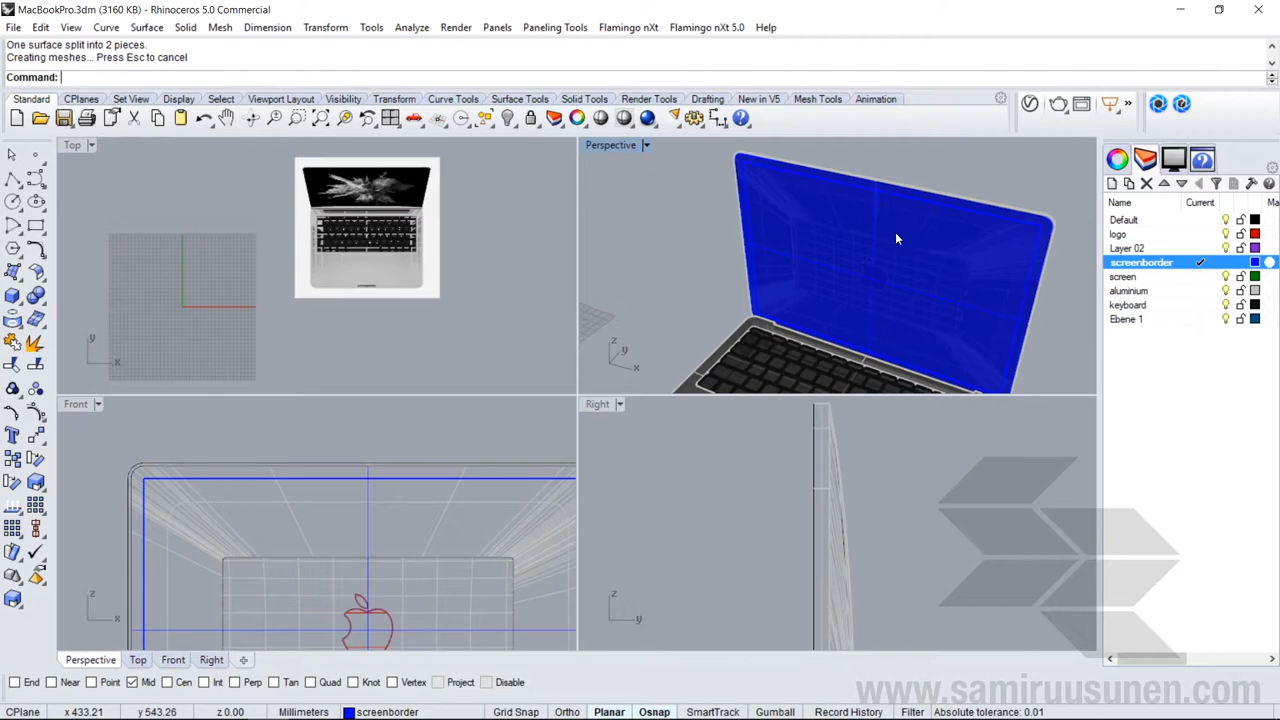 MacBookPro.3dm (3160 KB) - Rhinoceros 5.0 Commercial
File Edit View Curve Surface Solid Mesh Dimension Transform Tools Analyze Render Panels Paneling Tools Flamingo nXt Flamingo nXt 5.0 Help
One surface split into 2 pieces.
Creating meshes... Press Esc to cancel
Command:
Standard CPlanes Set View Display Select Viewport Layout Visibility Transform Curve Tools Surface Tools Solid Tools Mesh Tools Render Tools Drafting New in V5 Animation
Top
Perspective
Name Current Ma
Default
logo
Layer 02
screenborder
screen
aluminium
keyboard
Ebene 1
y
x
z
y
x
Front
Right
z
x
z
y
Perspective Top Front Right
End Near Point Mid Cen Int Perp Tan Quad Knot Vertex Project Disable
www.samiruusunen.com
CPlane x 433.21 y 543.26 z 0.00 Millimeters screenborder Grid Snap Ortho Planar Osnap SmartTrack Gumball Record History Filter Absolute tolerance: 0.01